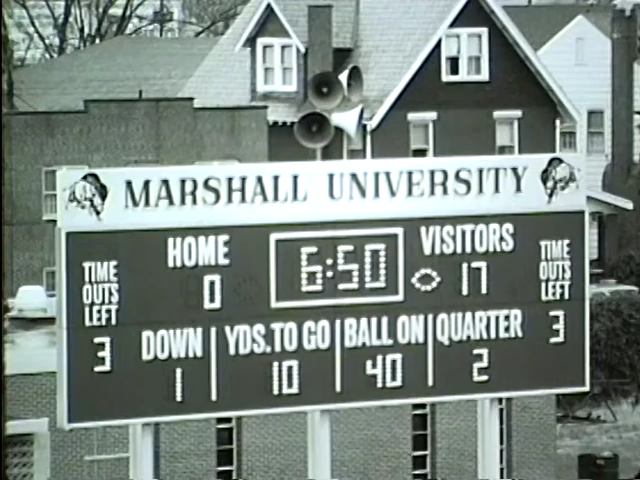 MARSHALL UNIVERSITY
HOME 6:50 VISITORS
TIME OUTS LEFT 0 17 TIME OUTS LEFT
3 DOWN YDS. TO GO BALL ON QUARTER 3
1 10 40 2